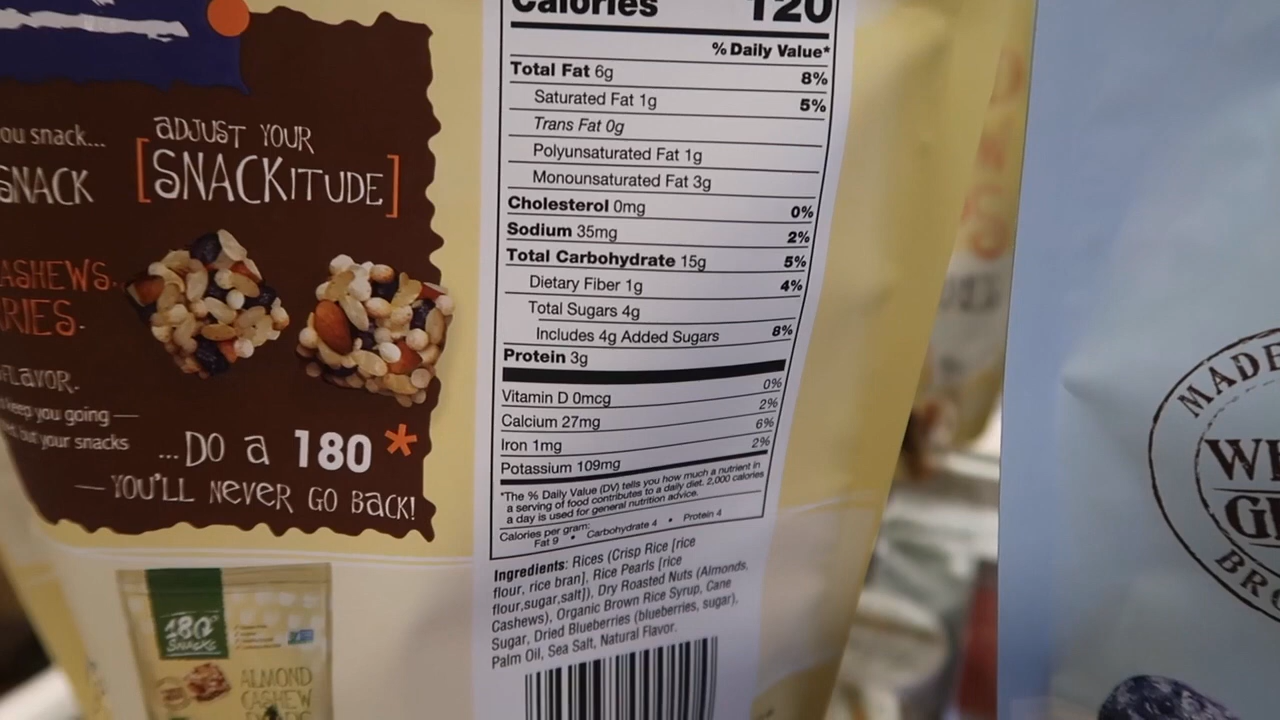 ou snack...
SNACK
ADJUST YOUR
[SNACKITUDE]
ASHEWS.
RIES.
FLAVOR.
keep you going —
but your snacks
...DO a 180*
— YOU'LL NEVER GO BACK!
180
SNACKS
ALMOND
CASHEW
Calories 120
% Daily Value*
Total Fat 6g 8%
Saturated Fat 1g 5%
Trans Fat 0g
Polyunsaturated Fat 1g
Monounsaturated Fat 3g
Cholesterol 0mg 0%
Sodium 35mg 2%
Total Carbohydrate 15g 5%
Dietary Fiber 1g 4%
Total Sugars 4g
Includes 4g Added Sugars 8%
Protein 3g
Vitamin D 0mcg 0%
Calcium 27mg 2%
Iron 1mg 6%
Potassium 109mg 2%
*The % Daily Value (DV) tells you how much a nutrient in
a serving of food contributes to a daily diet. 2,000 calories
a day is used for general nutrition advice.
Calories per gram:
Fat 9 • Carbohydrate 4 • Protein 4
Ingredients: Rices (Crisp Rice [rice
flour, rice bran], Rice Pearls [rice
flour,sugar,salt]), Dry Roasted Nuts (Almonds,
Cashews), Organic Brown Rice Syrup, Cane
Sugar, Dried Blueberries (blueberries, sugar),
Palm Oil, Sea Salt, Natural Flavor.
MADE
WH
G
BRO